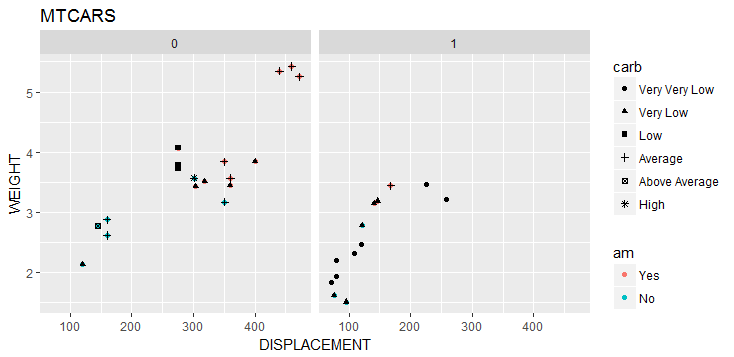 MTCARS
0 1
carb
Very Very Low
Very Low
Low
Average
Above Average
High
am
Yes
No
WEIGHT
5
4
3
2
100 200 300 400 100 200 300 400
DISPLACEMENT